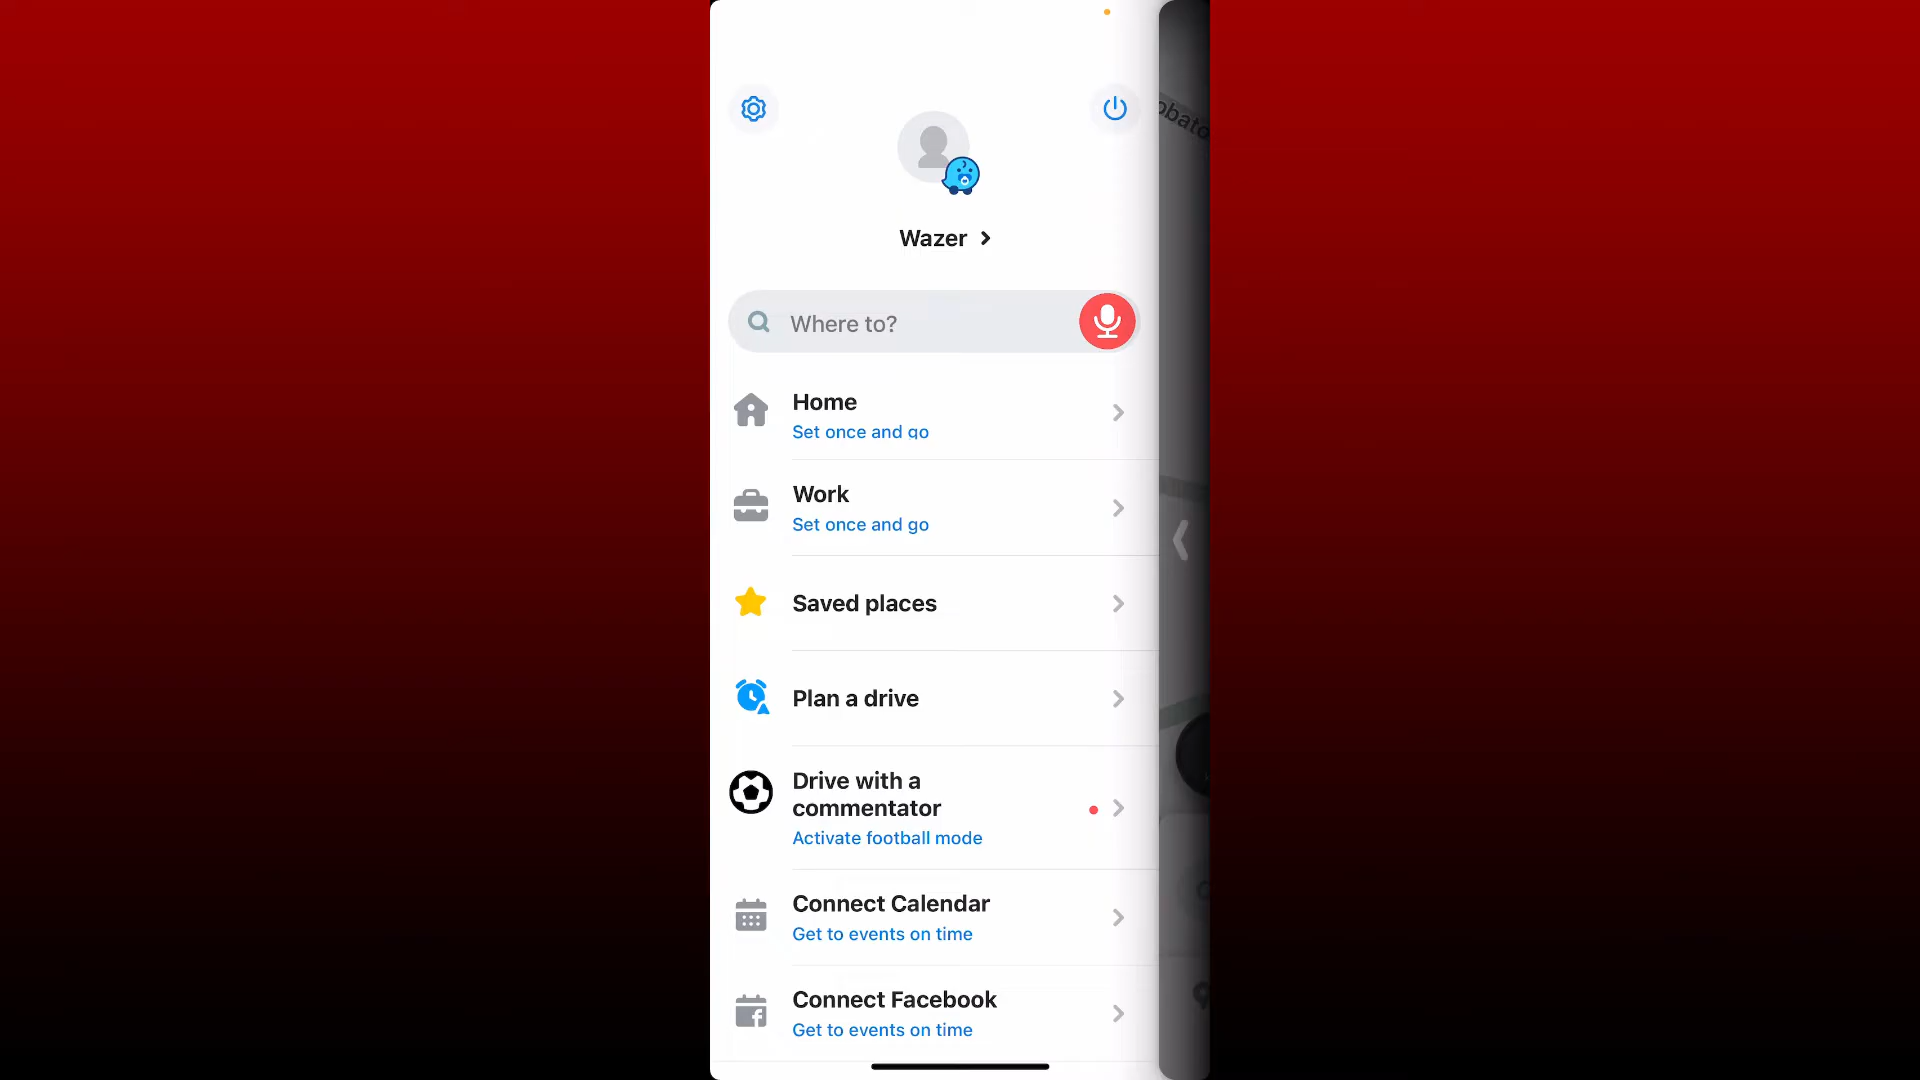 Wazer
Where to?
Home
Set once and go
Work
Set once and go
Saved places
Plan a drive
Drive with a
commentator
Activate football mode
Connect Calendar
Get to events on time
Connect Facebook
Get to events on time